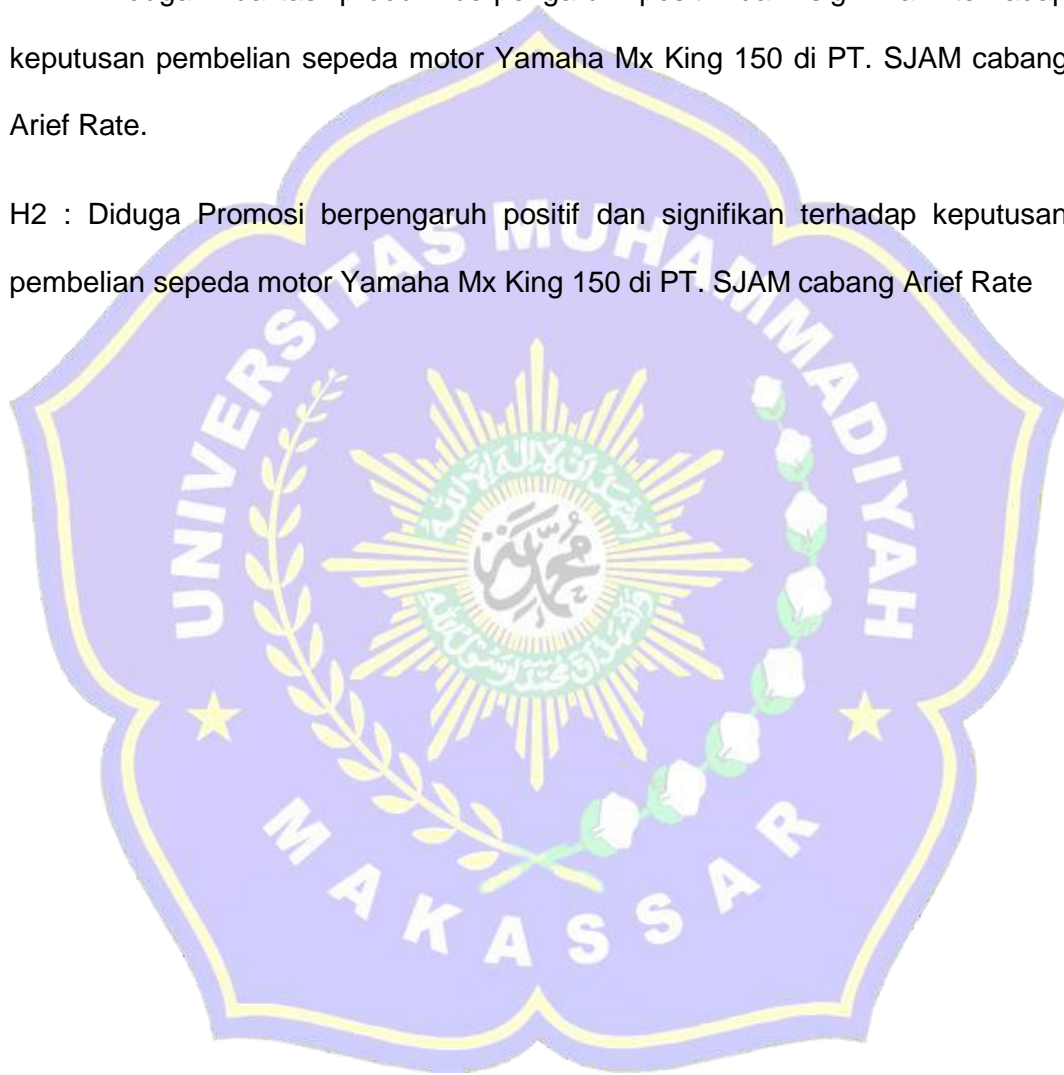 keputusan pembelian sepeda motor Yamaha Mx King 150 di PT. SJAM cabang
Arief Rate.
H2 : Diduga Promosi berpengaruh positif dan signifikan terhadap keputusan
pembelian sepeda motor Yamaha Mx King 150 di PT. SJAM cabang Arief Rate
UNIVERSITAS MUHAMMADIYAH
MAKASSAR
محمد